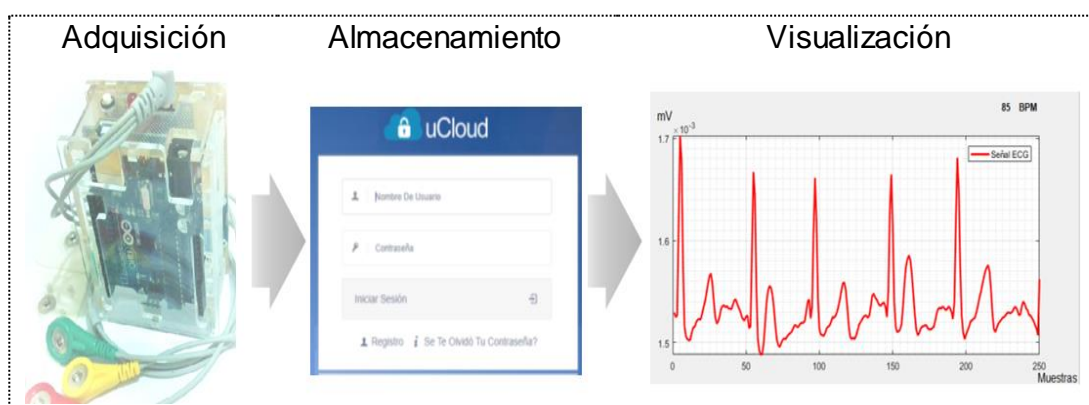 Adquisición
Almacenamiento
Visualización
uCloud
Nombre De Usuario
Contraseña
Iniciar Sesión
Registro i Se Te Olvidó Tu Contraseña?
85 BPM
mV
×10⁻³
Señal ECG
1.7
1.6
1.5
0 50 100 150 200 250
Muestras